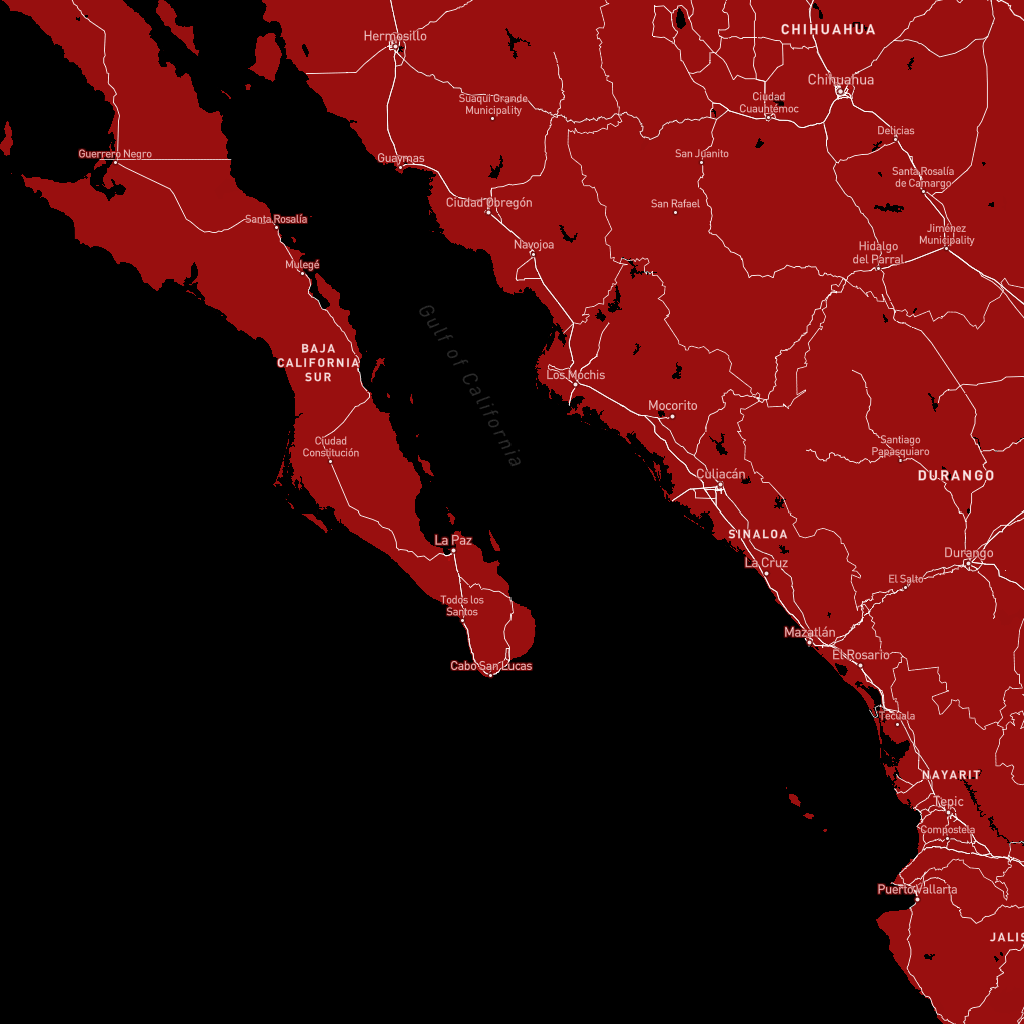 CHIHUAHUA
Hermosillo
Chihuahua
Suaqui Grande
Municipality
Ciudad
Cuauhtémoc
Delicias
Guerrero Negro
Guaymas
San Juanito
Santa Rosalía
de Camargo
Ciudad Obregón
San Rafael
Santa Rosalía
Jiménez
Municipality
Navojoa
Hidalgo
del Parral
Mulegé
Gulf of California
BAJA
CALIFORNIA
SUR
Los Mochis
Mocorito
Ciudad
Constitución
Santiago
Papasquiaro
Culiacán
DURANGO
SINALOA
La Paz
Durango
La Cruz
El Salto
Todos los
Santos
Mazatlán
El Rosario
Cabo San Lucas
Tecuala
NAYARIT
Tepic
Compostela
Puerto Vallarta
JALIS